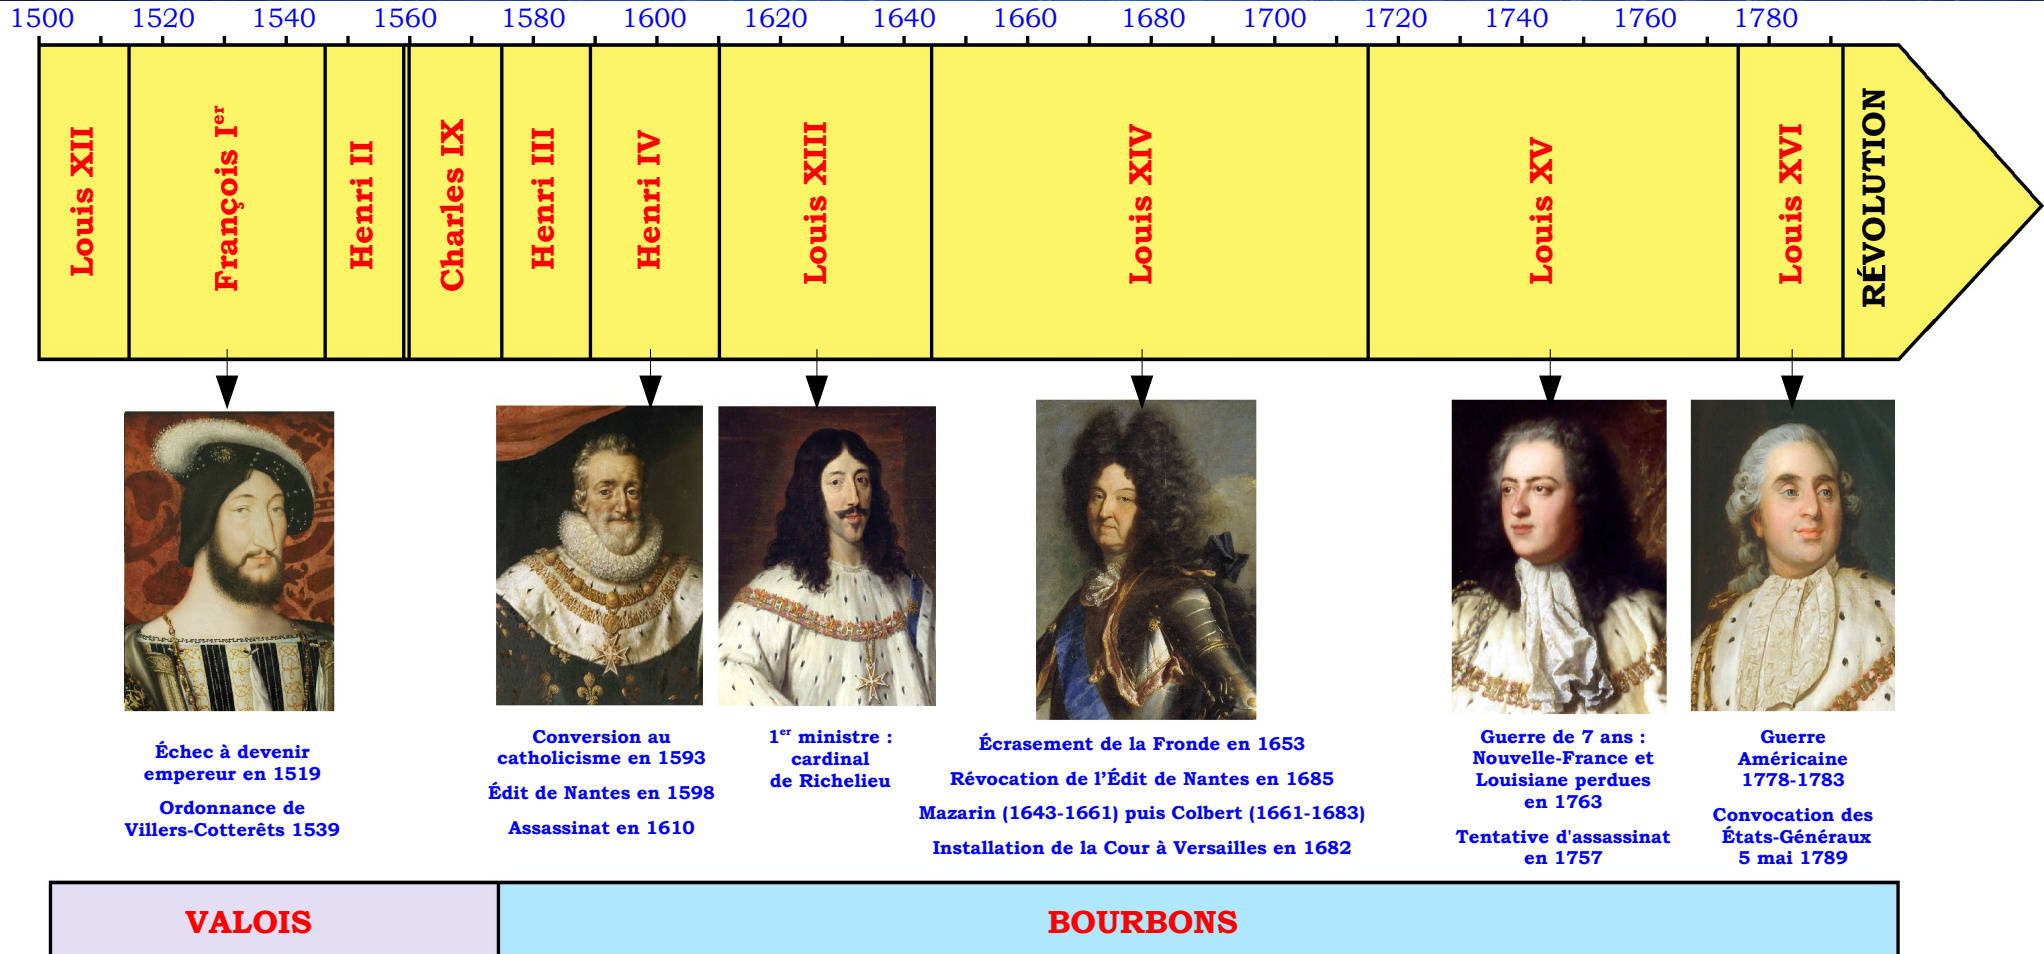 1500 1520 1540 1560 1580 1600 1620 1640 1660 1680 1700 1720 1740 1760 1780
Louis XII
François Ier
Henri II
Charles IX
Henri III
Henri IV
Louis XIII
Louis XIV
Louis XV
Louis XVI
RÉVOLUTION
Échec à devenir
empereur en 1519
Ordonnance de
Villers-Cotterêts 1539
Conversion au
catholicisme en 1593
Édit de Nantes en 1598
Assassinat en 1610
1er ministre :
cardinal
de Richelieu
Écrasement de la Fronde en 1653
Révocation de l’Édit de Nantes en 1685
Mazarin (1643-1661) puis Colbert (1661-1683)
Installation de la Cour à Versailles en 1682
Guerre de 7 ans :
Nouvelle-France et
Louisiane perdues
en 1763
Tentative d'assassinat
en 1757
Guerre
Américaine
1778-1783
Convocation des
États-Généraux
5 mai 1789
VALOIS
BOURBONS